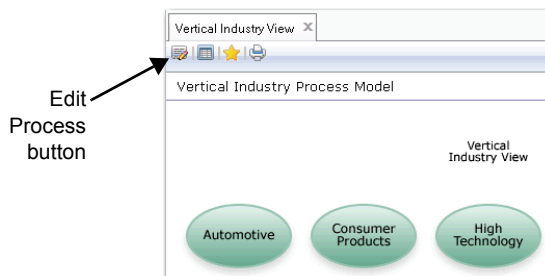 Vertical Industry View X
Edit
Process
button
Vertical Industry Process Model
Vertical
Industry View
Automotive
Consumer
Products
High
Technology